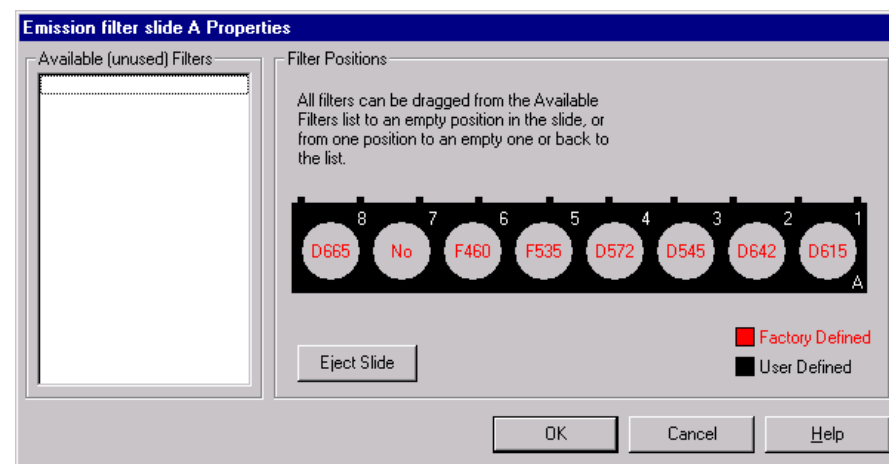 Emission filter slide A Properties
Available (unused) Filters
Filter Positions
All filters can be dragged from the Available
Filters list to an empty position in the slide, or
from one position to an empty one or back to
the list.
8 7 6 5 4 3 2 1
D665 No F460 F535 D572 D545 D642 D615
A
Eject Slide
Factory Defined
User Defined
OK Cancel Help